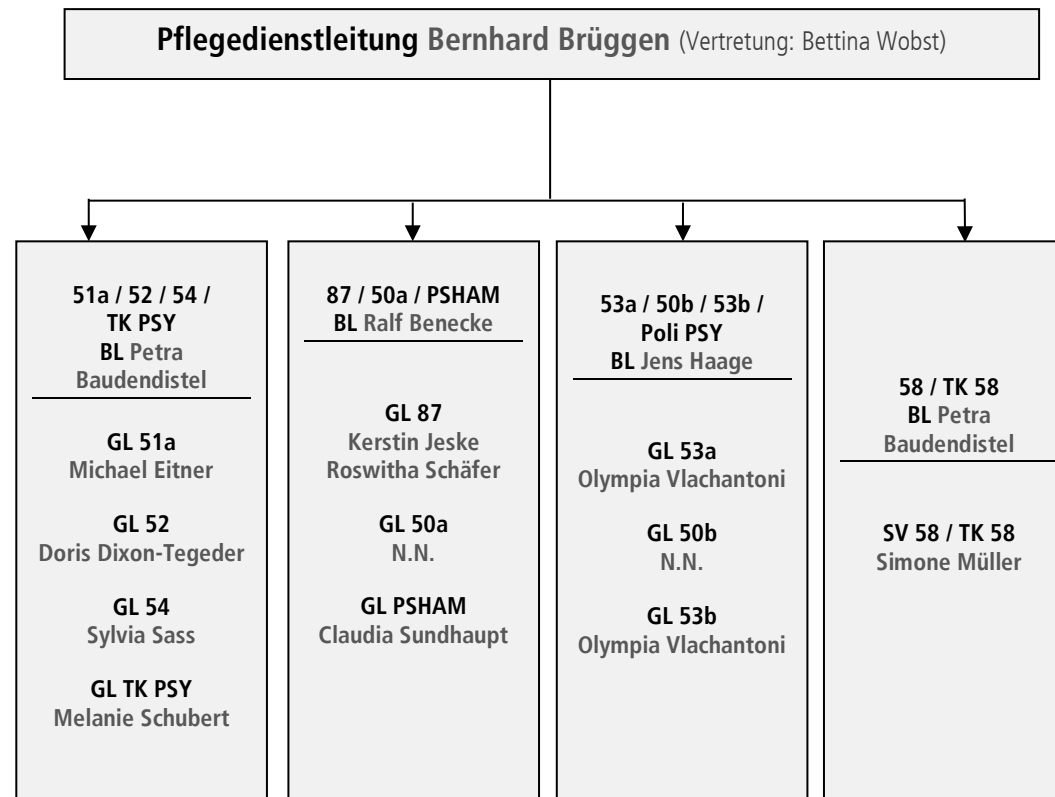 Pflegedienstleitung Bernhard Brüggen (Vertretung: Bettina Wobst)
51a / 52 / 54 /
TK PSY
BL Petra
Baudendistel
GL 51a
Michael Eitner
GL 52
Doris Dixon-Tegeder
GL 54
Sylvia Sass
GL TK PSY
Melanie Schubert
87 / 50a / PSHAM
BL Ralf Benecke
GL 87
Kerstin Jeske
Roswitha Schäfer
GL 50a
N.N.
GL PSHAM
Claudia Sundhaupt
53a / 50b / 53b /
Poli PSY
BL Jens Haage
GL 53a
Olympia Vlachantoni
GL 50b
N.N.
GL 53b
Olympia Vlachantoni
58 / TK 58
BL Petra
Baudendistel
SV 58 / TK 58
Simone Müller